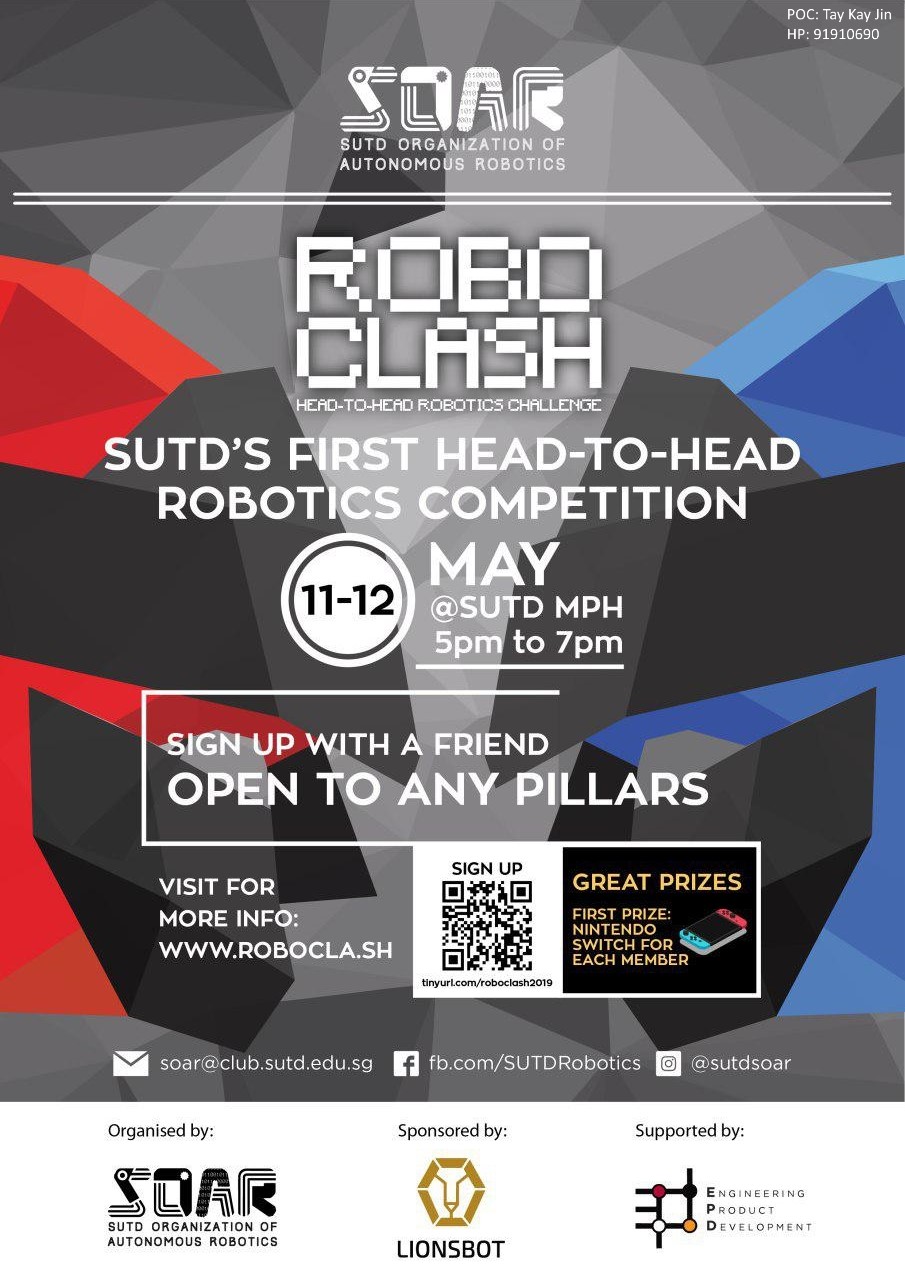 POC: Tay Kay Jin
HP: 91910690
SOAR
SUTD ORGANIZATION OF
AUTONOMOUS ROBOTICS
ROBO
CLASH
HEAD-TO-HEAD ROBOTICS CHALLENGE
SUTD'S FIRST HEAD-TO-HEAD
ROBOTICS COMPETITION
11-12
MAY
@SUTD MPH
5pm to 7pm
SIGN UP WITH A FRIEND
OPEN TO ANY PILLARS
VISIT FOR
MORE INFO:
WWW.ROBOCLA.SH
SIGN UP
tinyurl.com/roboclash2019
GREAT PRIZES
FIRST PRIZE:
NINTENDO
SWITCH FOR
EACH MEMBER
soar@club.sutd.edu.sg
fb.com/SUTDRobotics
@sutdsoar
Organised by:
SOAR
SUTD ORGANIZATION OF
AUTONOMOUS ROBOTICS
Sponsored by:
LIONSBOT
Supported by:
ENGINEERING
PRODUCT
DEVELOPMENT